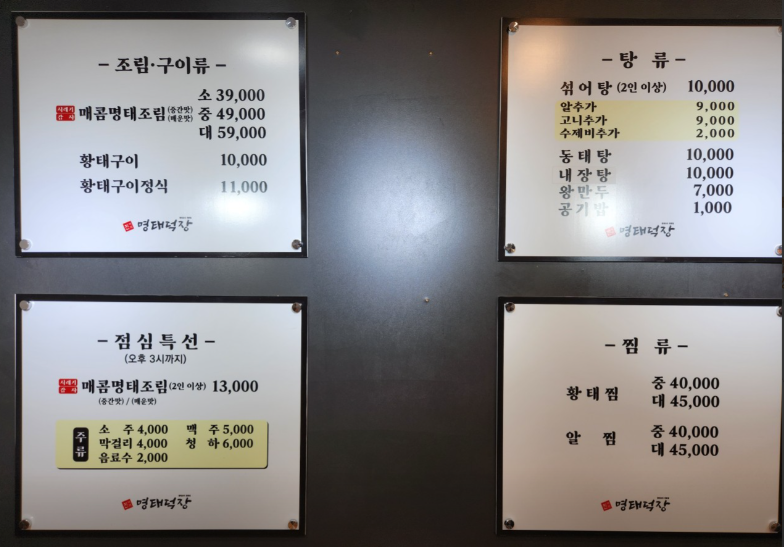 – 조림·구이류 –
소 39,000
매콤명태조림 (중간맛) (매운맛) 중 49,000
대 59,000
황태구이 10,000
황태구이정식 11,000
명태덕장
– 탕 류 –
섞어탕 (2인 이상) 10,000
알추가 9,000
고니추가 9,000
수제비추가 2,000
동태탕 10,000
내장탕 10,000
왕만두 7,000
공기밥 1,000
명태덕장
– 점심특선 –
(오후 3시까지)
매콤명태조림 (2인 이상) 13,000
(중간맛) / (매운맛)
주류
소 주 4,000 맥 주 5,000
막걸리 4,000 청 하 6,000
음료수 2,000
명태덕장
– 찜 류 –
황태찜 중 40,000
대 45,000
알 찜 중 40,000
대 45,000
명태덕장